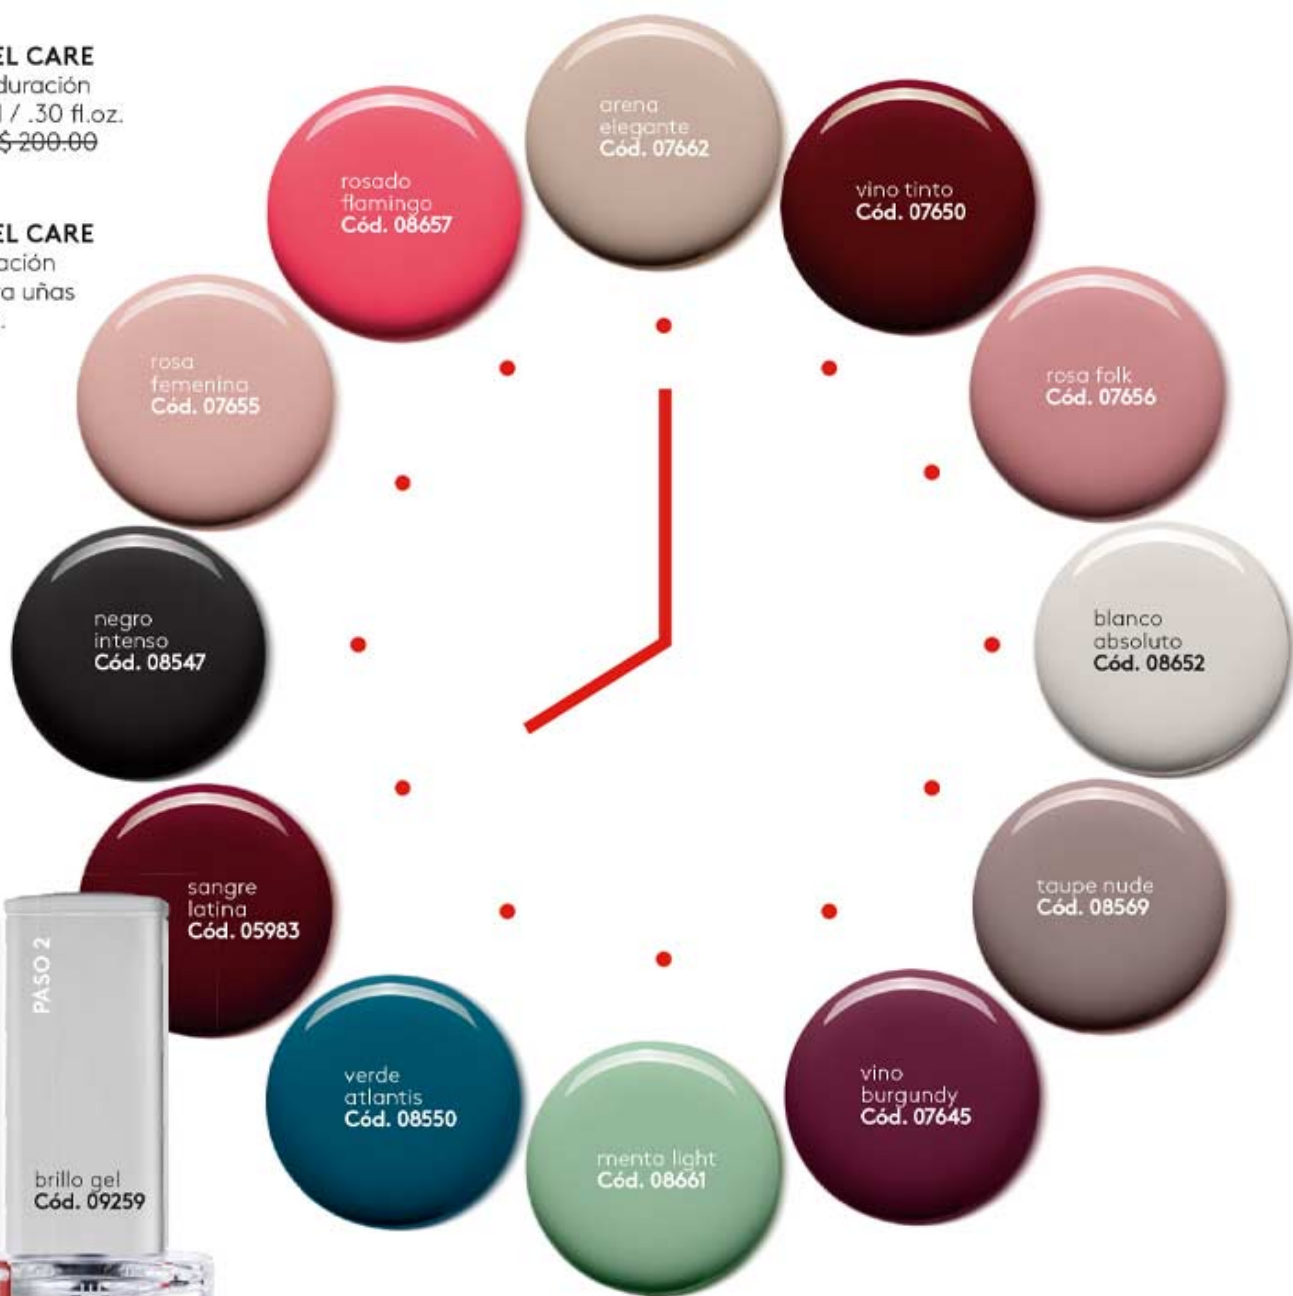 EL CARE
duración
l / .30 fl.oz.
$ 200.00
EL CARE
ación
a uñas
arena
elegante
Cód. 07662
vino tinto
Cód. 07650
rosa folk
Cód. 07656
blanco
absoluto
Cód. 08652
taupe nude
Cód. 08569
vino
burgundy
Cód. 07645
menta light
Cód. 08661
verde
atlantis
Cód. 08550
sangre
latina
Cód. 05983
negro
intenso
Cód. 08547
rosa
femenina
Cód. 07655
rosado
flamingo
Cód. 08657
PASO 2
brillo gel
Cód. 09259